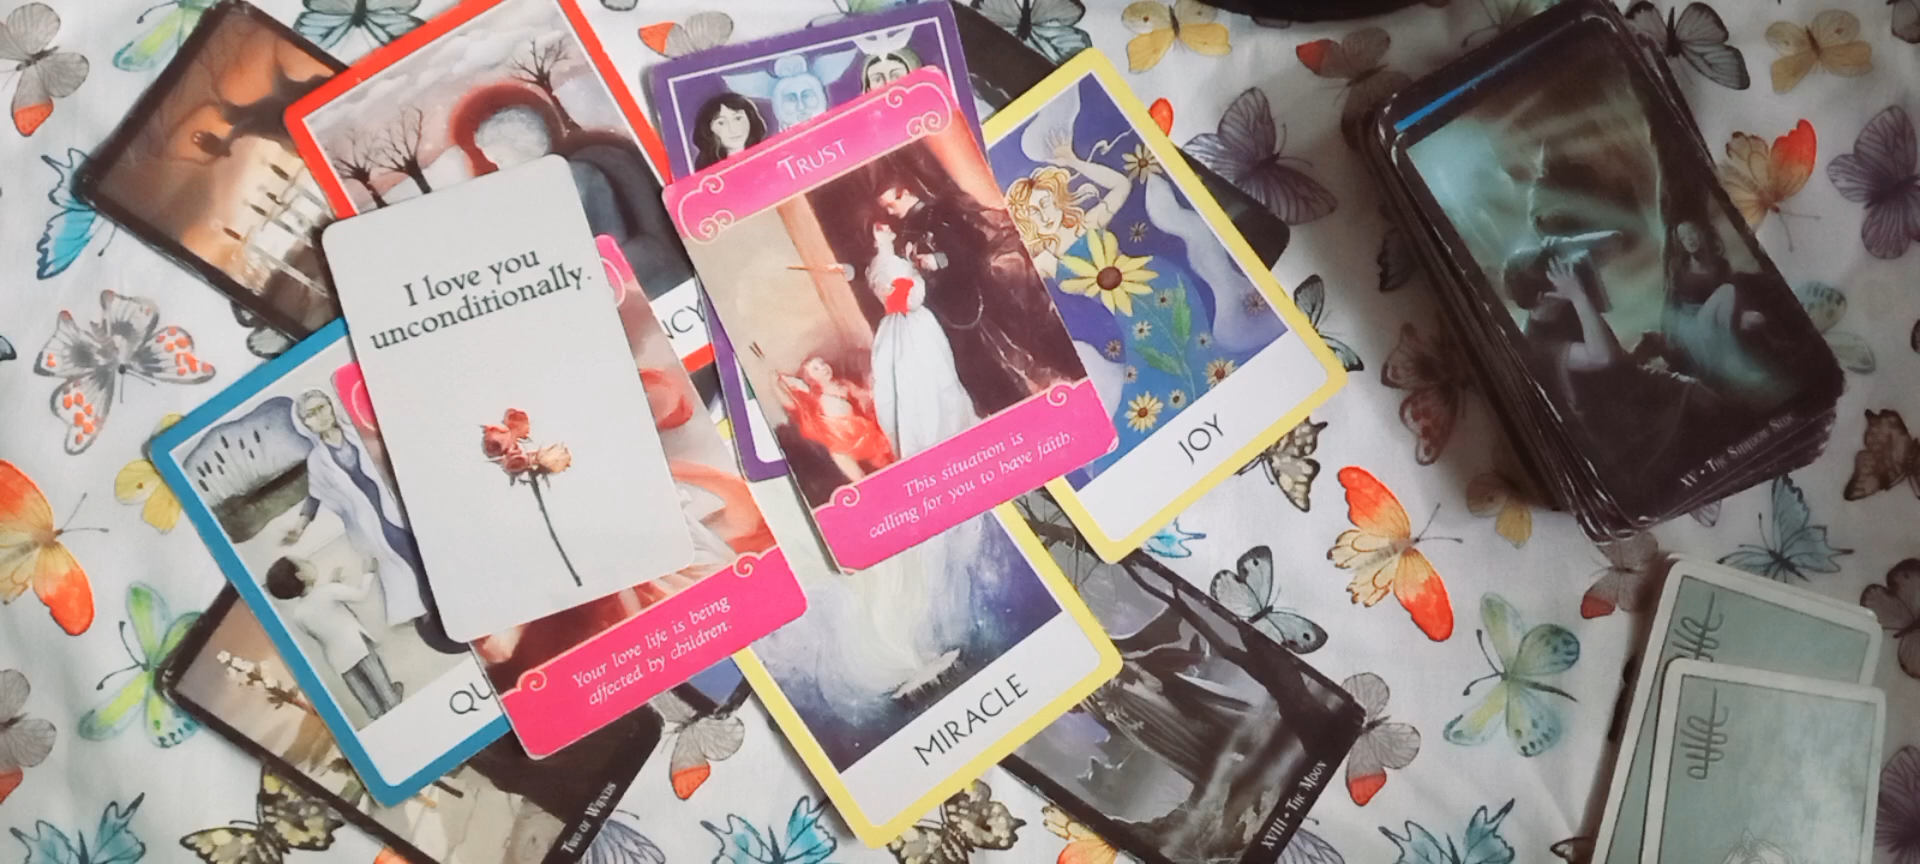 I love you
unconditionally.
NCY
TRUST
This situation is
calling for you to have faith.
JOY
QU
Your love life is being
affected by children.
MIRACLE
TWO OF WANDS
XVIII • THE MOON
XV • THE SHADOW SIDE